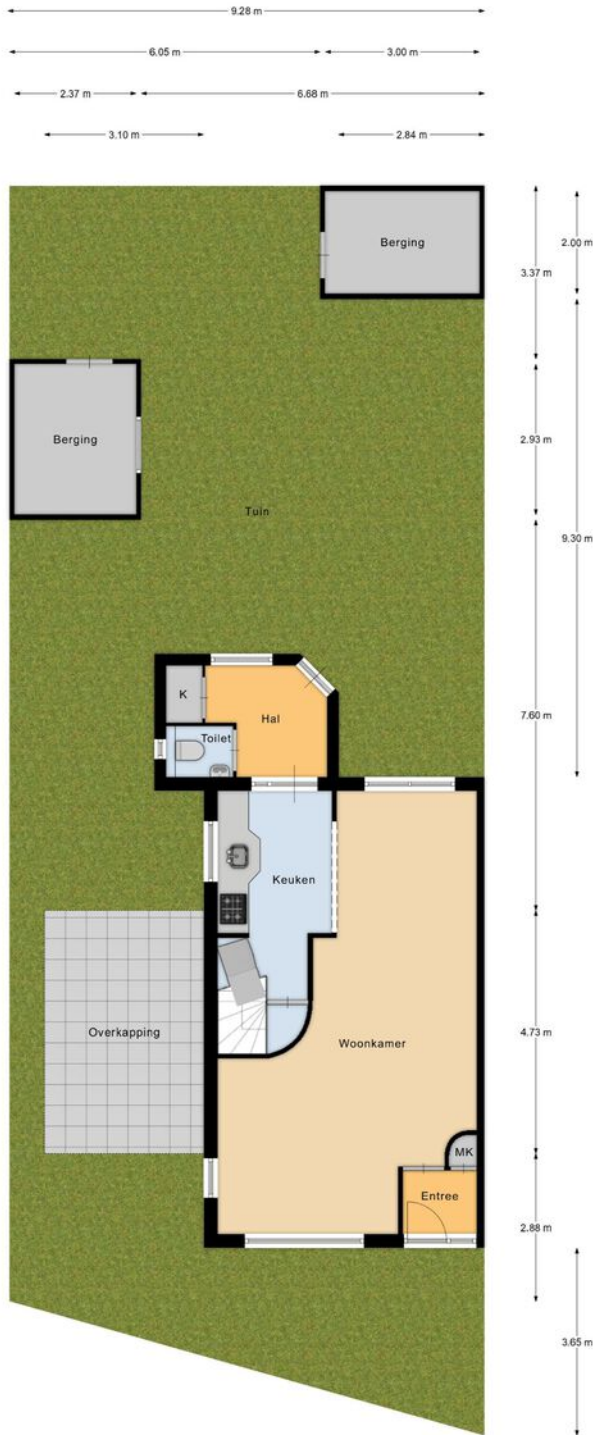 9.28 m
6.05 m
3.00 m
2.37 m
6.68 m
3.10 m
2.84 m
Berging
2.00 m
3.37 m
Berging
2.93 m
Tuin
9.30 m
K
Hal
7.60 m
Toilet
Keuken
Overkapping
Woonkamer
4.73 m
MK
Entree
2.88 m
3.65 m